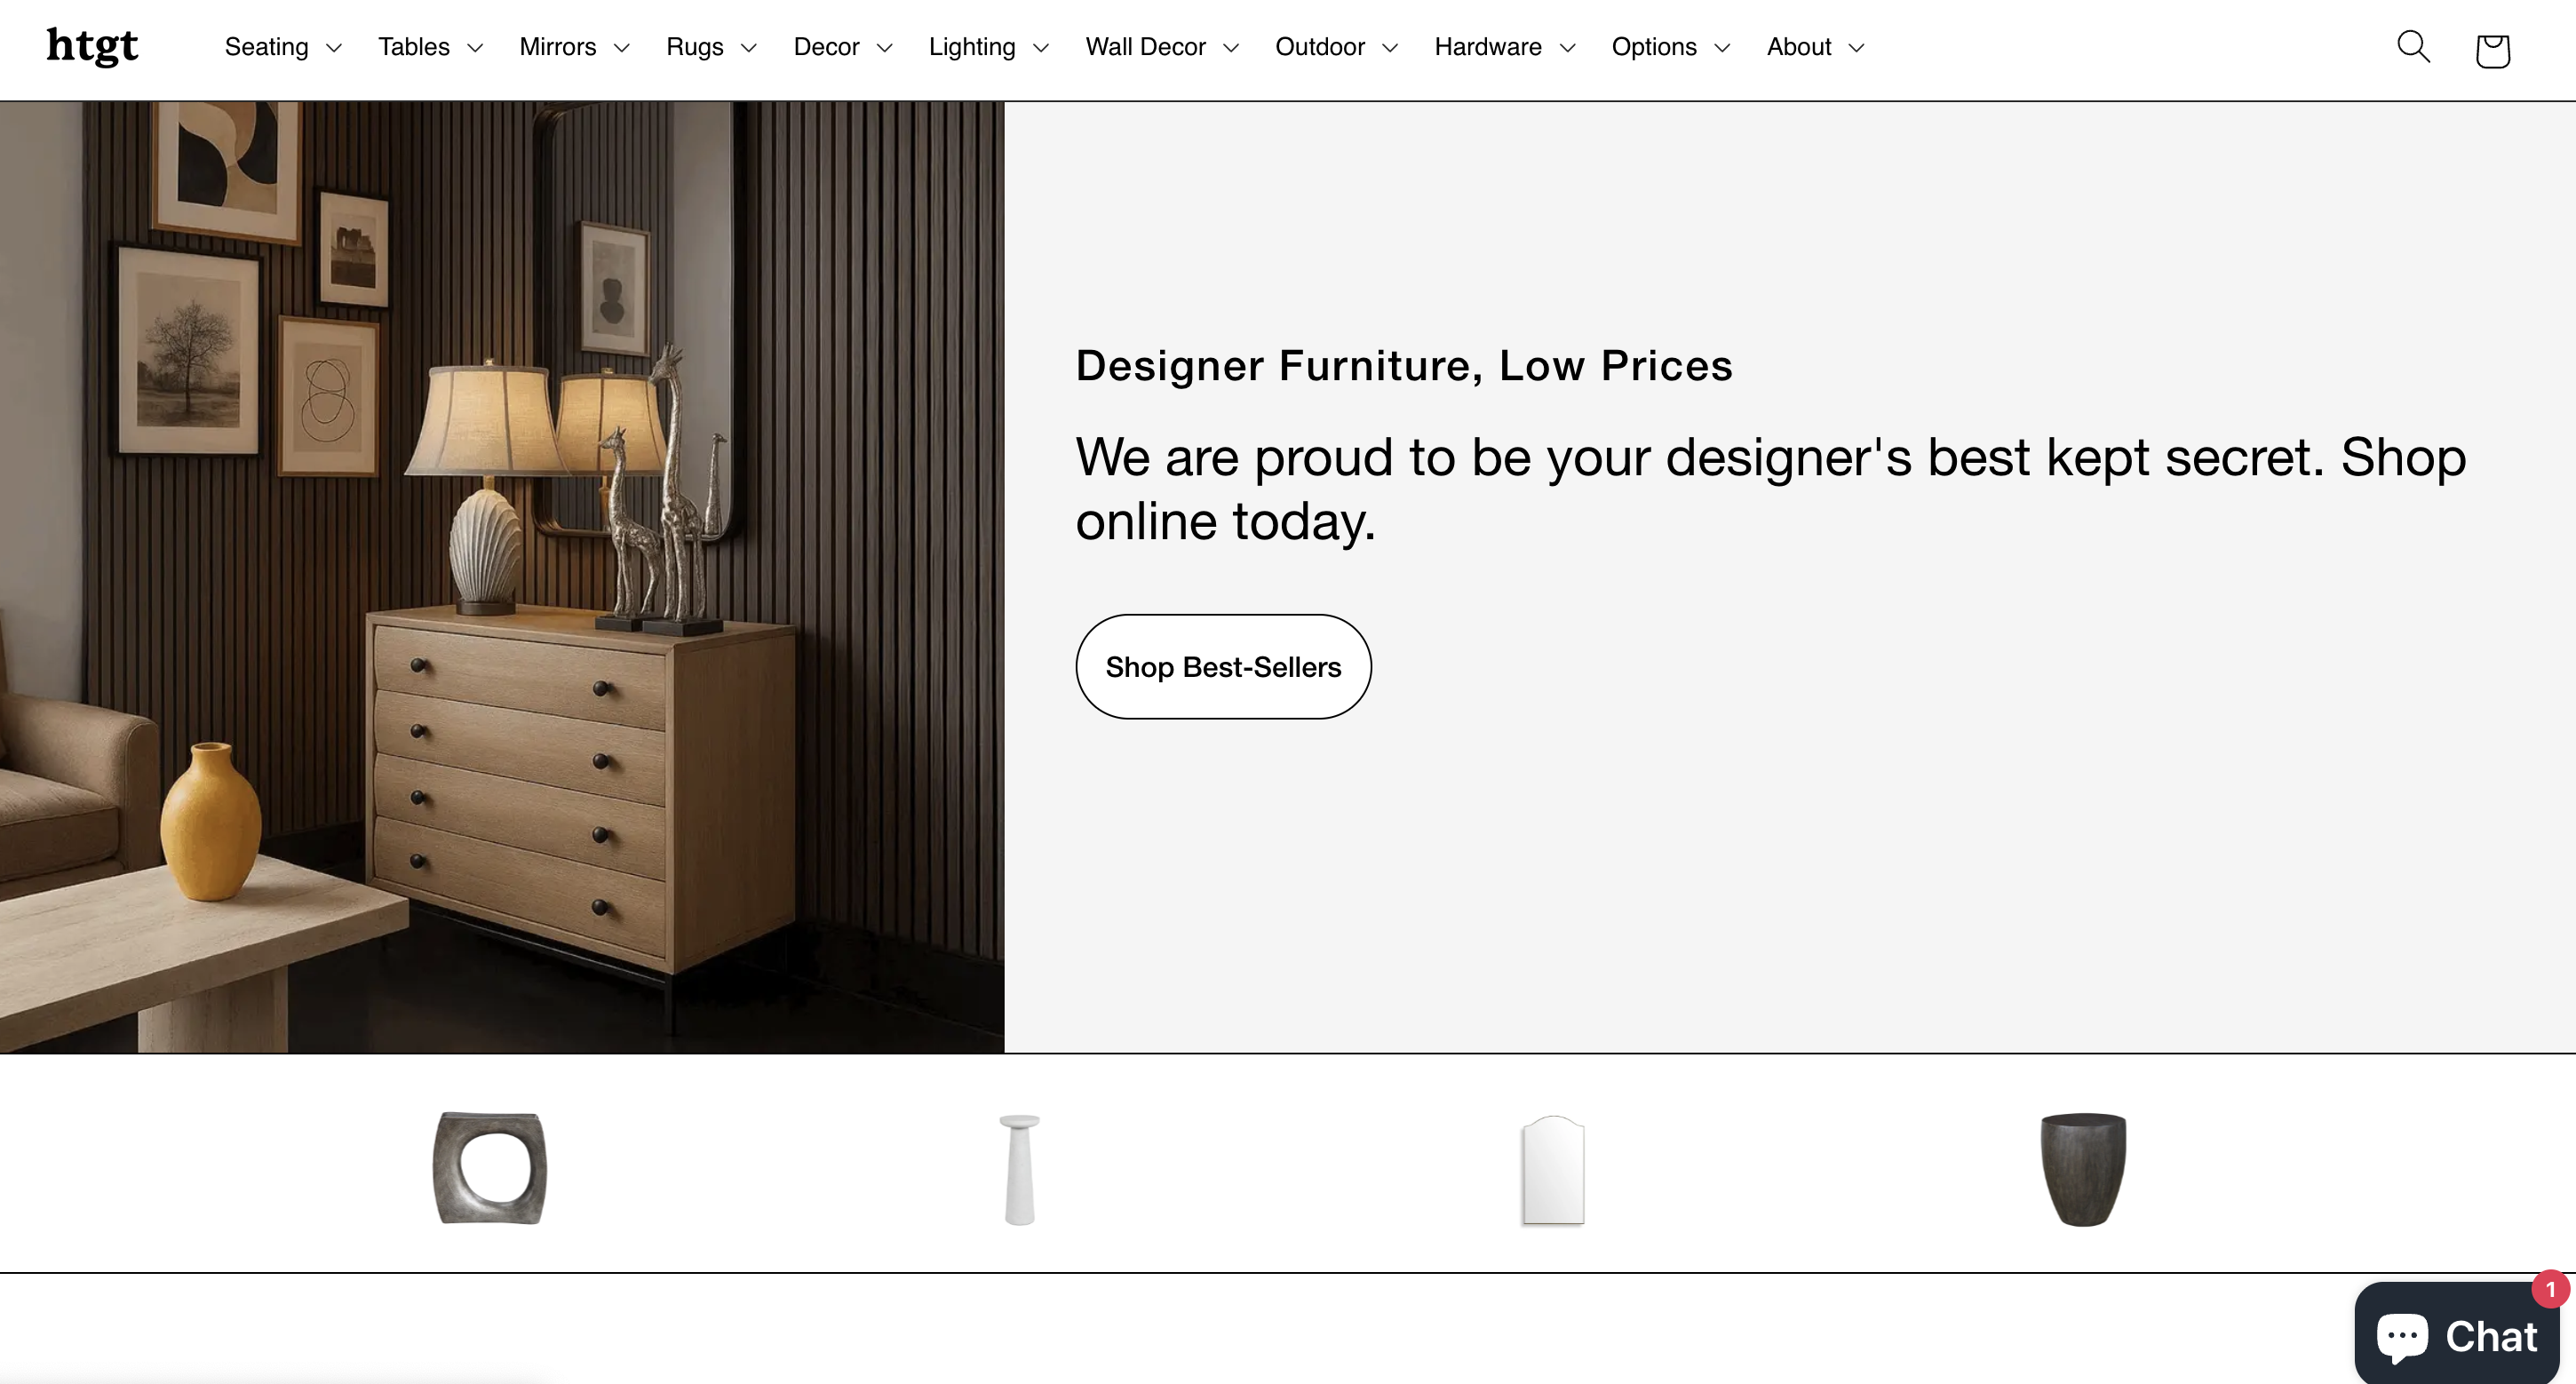 htgt
Seating
Tables
Mirrors
Rugs
Decor
Lighting
Wall Decor
Outdoor
Hardware
Options
About
Designer Furniture, Low Prices
We are proud to be your designer's best kept secret. Shop
online today.
Shop Best-Sellers
1
Chat